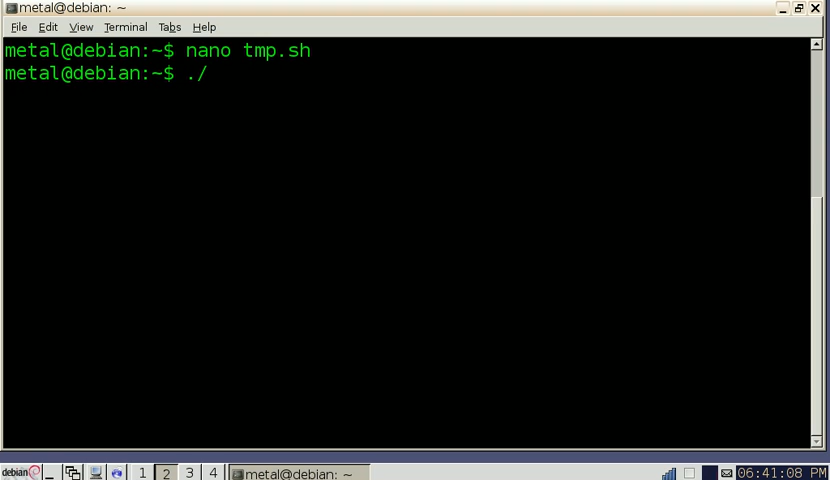 metal@debian: ~
File Edit View Terminal Tabs Help
metal@debian:~$ nano tmp.sh
metal@debian:~$ ./
debian 1 2 3 4 metal@debian: ~ 06:41:08 PM